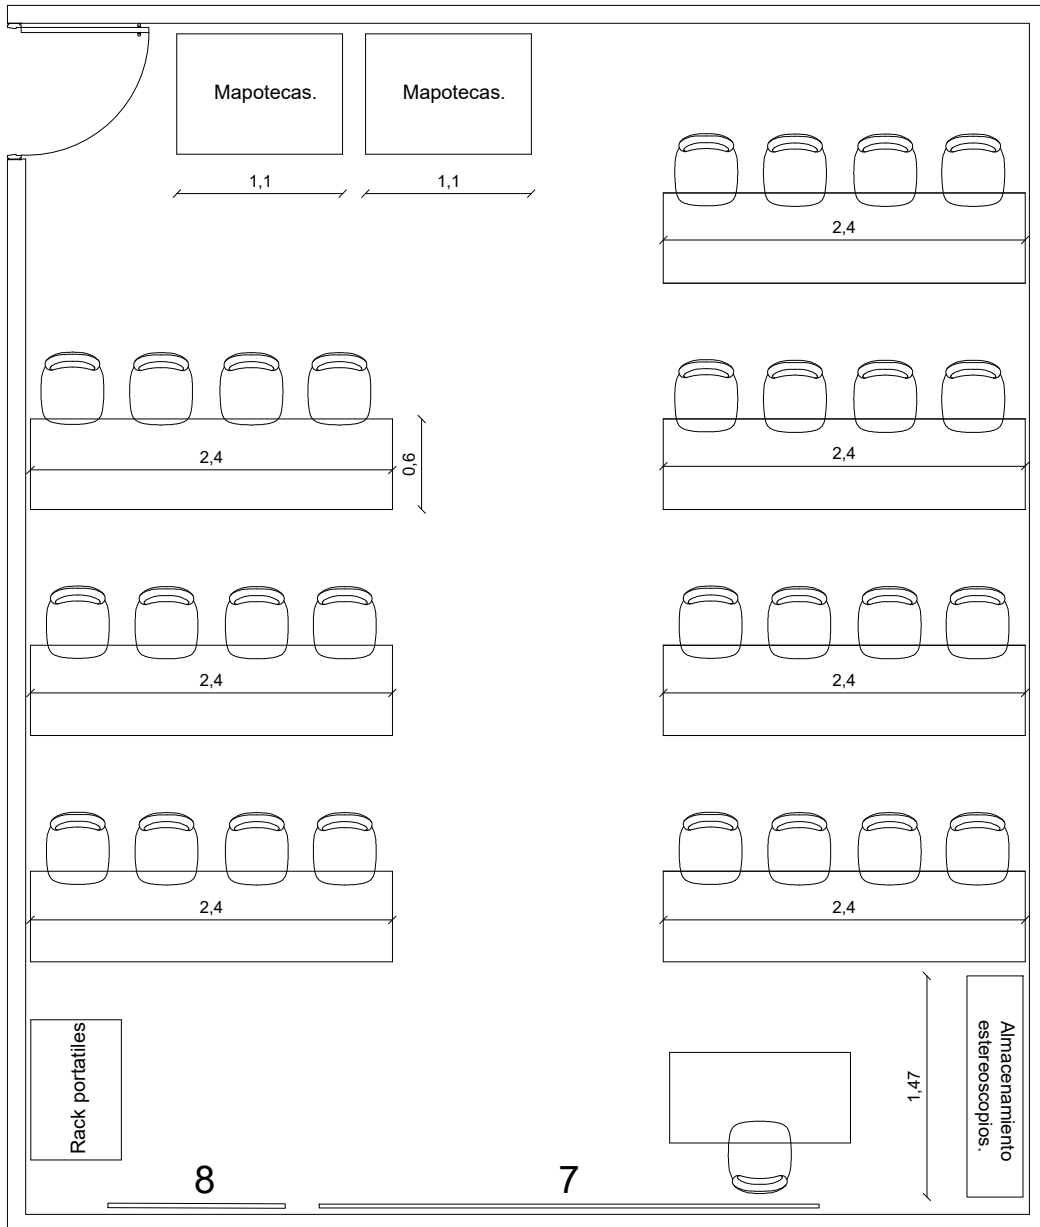 Mapotecas.
Mapotecas.
1,1
1,1
2,4
2,4
0,6
2,4
2,4
2,4
2,4
2,4
Rack portatiles
1,47
Almacenamiento
estereoscopios.
8
7